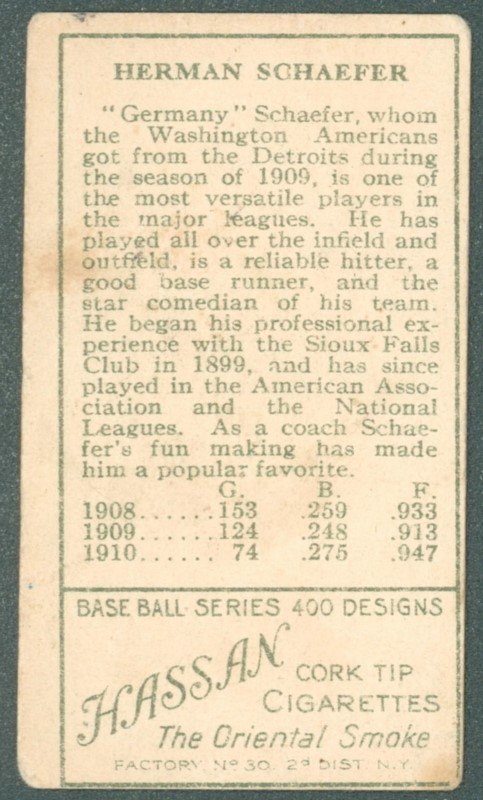 HERMAN SCHAEFER
"Germany" Schaefer, whom
the Washington Americans
got from the Detroits during
the season of 1909, is one of
the most versatile players in
the major leagues. He has
played all over the infield and
outfield, is a reliable hitter, a
good base runner, and the
star comedian of his team.
He began his professional ex-
perience with the Sioux Falls
Club in 1899, and has since
played in the American Asso-
ciation and the National
Leagues. As a coach Schae-
fer's fun making has made
him a popular favorite.
G. B. F.
1908......153 .259 .933
1909......124 .248 .913
1910...... 74 .275 .947
BASE BALL SERIES 400 DESIGNS
HASSAN
CORK TIP
CIGARETTES
The Oriental Smoke
FACTORY Nº 30. 2d DIST. N.Y.